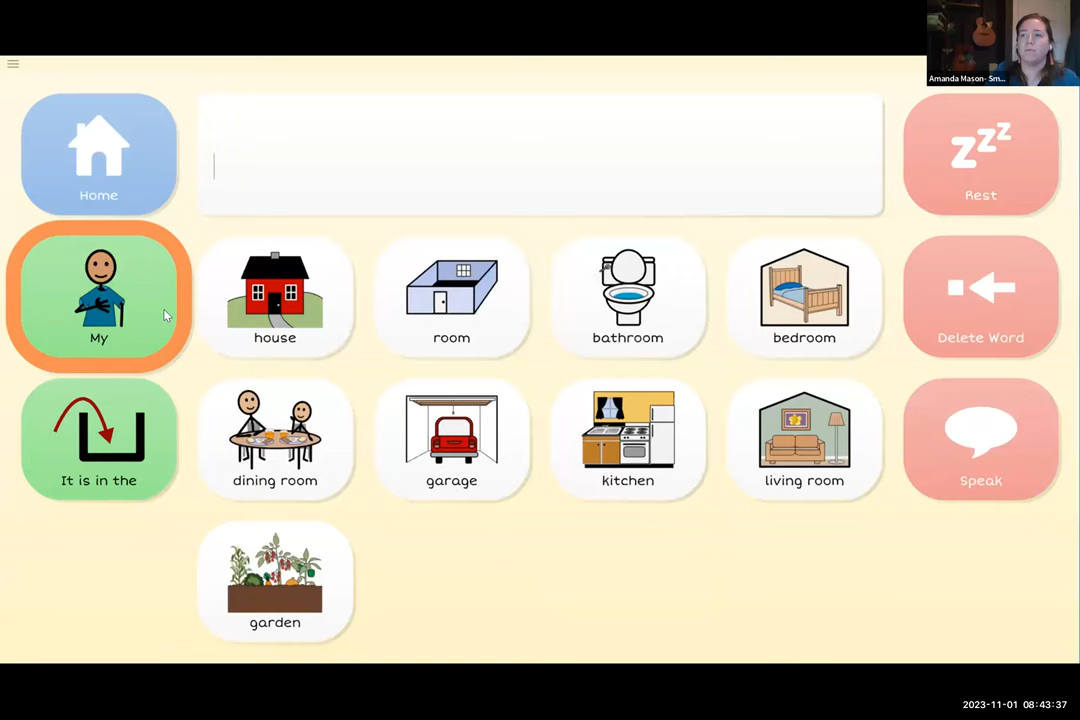 Amanda Mason- Sm...
Home
zzz
Rest
My
house
room
bathroom
bedroom
Delete Word
It is in the
dining room
garage
kitchen
living room
Speak
garden
2023-11-01 08:43:37